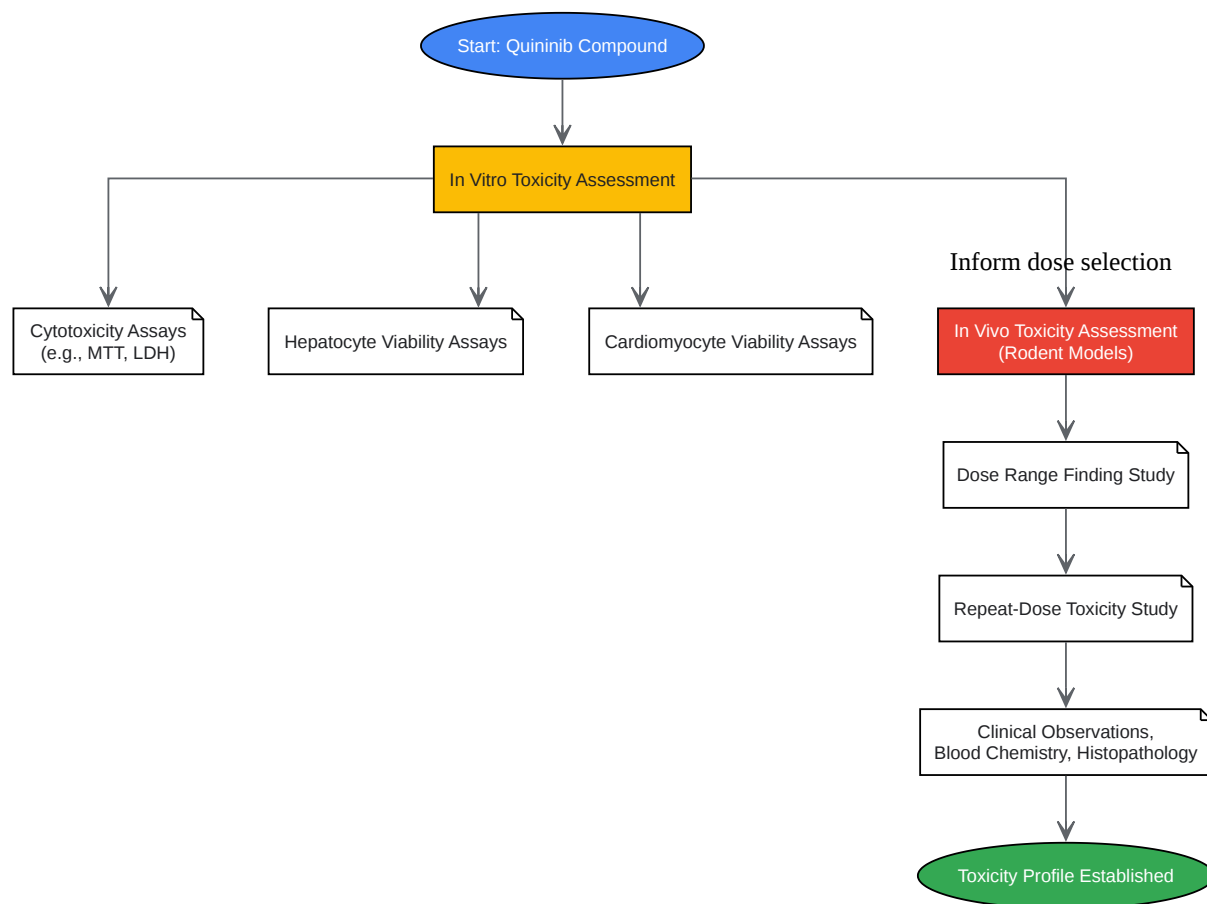 Start: Quininib Compound
In Vitro Toxicity Assessment
Inform dose selection
Cytotoxicity Assays
(e.g., MTT, LDH)
Hepatocyte Viability Assays
Cardiomyocyte Viability Assays
In Vivo Toxicity Assessment
(Rodent Models)
Dose Range Finding Study
Repeat-Dose Toxicity Study
Clinical Observations,
Blood Chemistry, Histopathology
Toxicity Profile Established